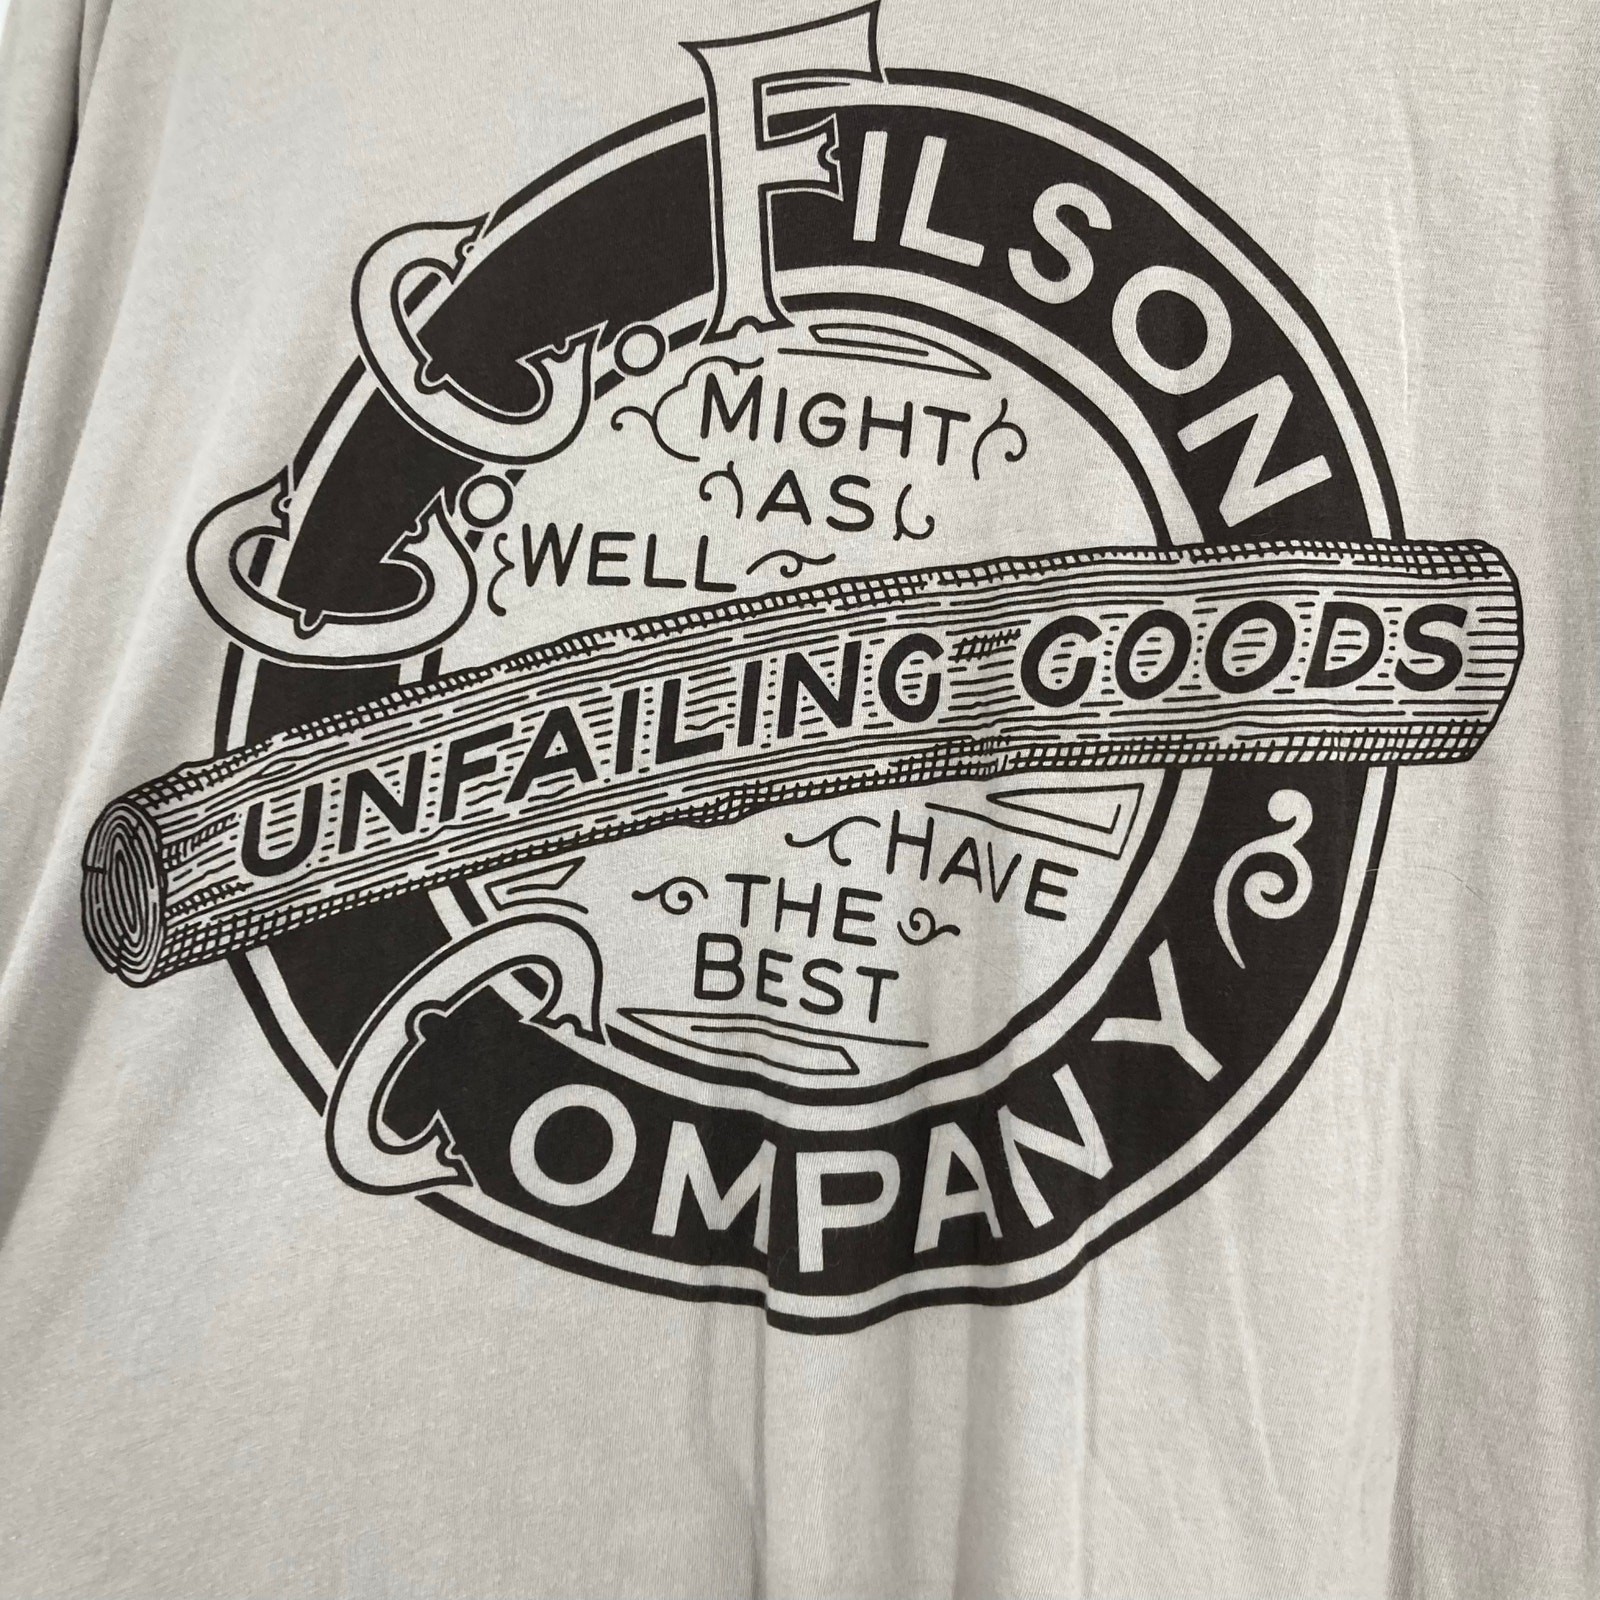 C.C. FILSON
MIGHT
AS
WELL
UNFAILING GOODS
HAVE
THE
BEST
COMPANY